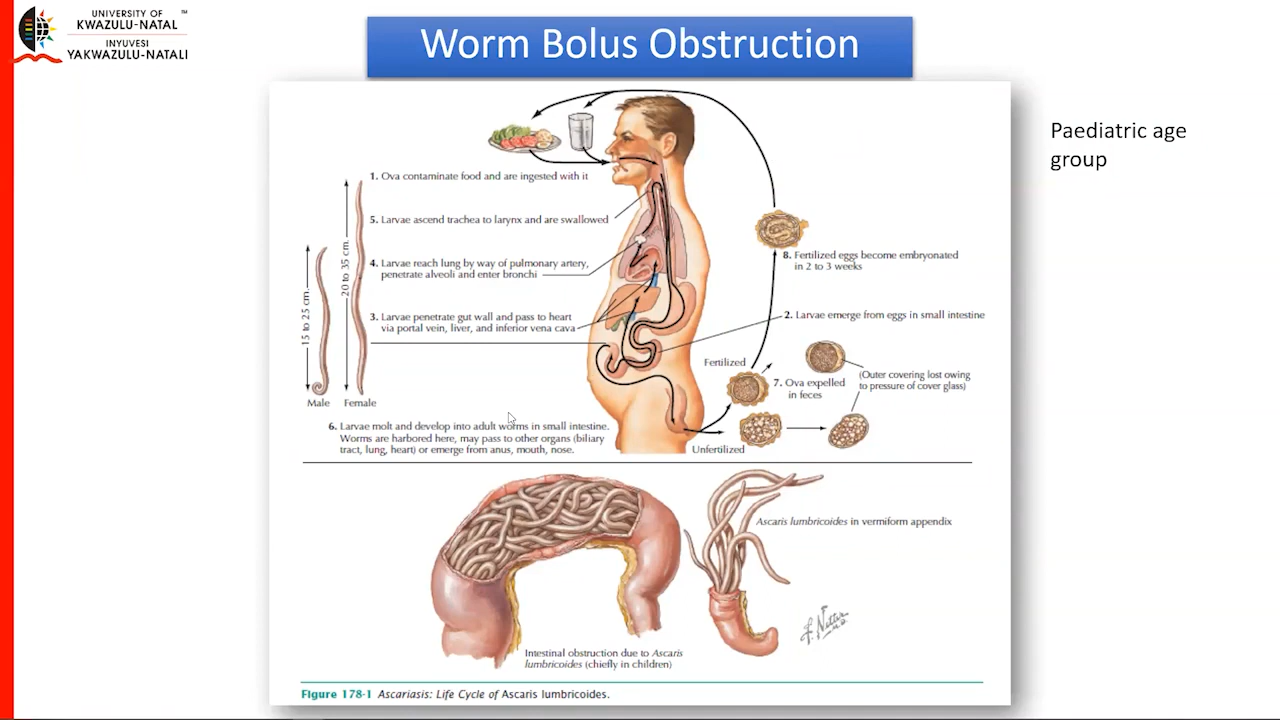 UNIVERSITY OF ™
KWAZULU-NATAL
INYUVESI
YAKWAZULU-NATALI
Worm Bolus Obstruction
Paediatric age
group
1. Ova contaminate food and are ingested with it
5. Larvae ascend trachea to larynx and are swallowed
4. Larvae reach lung by way of pulmonary artery,
penetrate alveoli and enter bronchi
3. Larvae penetrate gut wall and pass to heart
via portal vein, liver, and inferior vena cava
15 to 25 cm.
20 to 35 cm.
Male Female
8. Fertilized eggs become embryonated
in 2 to 3 weeks
2. Larvae emerge from eggs in small intestine
Fertilized
7. Ova expelled
in feces
(Outer covering lost owing
to pressure of cover glass)
Unfertilized
6. Larvae molt and develop into adult worms in small intestine.
Worms are harbored here, may pass to other organs (biliary
tract, lung, heart) or emerge from anus, mouth, nose.
Ascaris lumbricoides in vermiform appendix
Intestinal obstruction due to Ascaris
lumbricoides (chiefly in children)
F. Netter
M.D.
Figure 178-1 Ascariasis: Life Cycle of Ascaris lumbricoides.